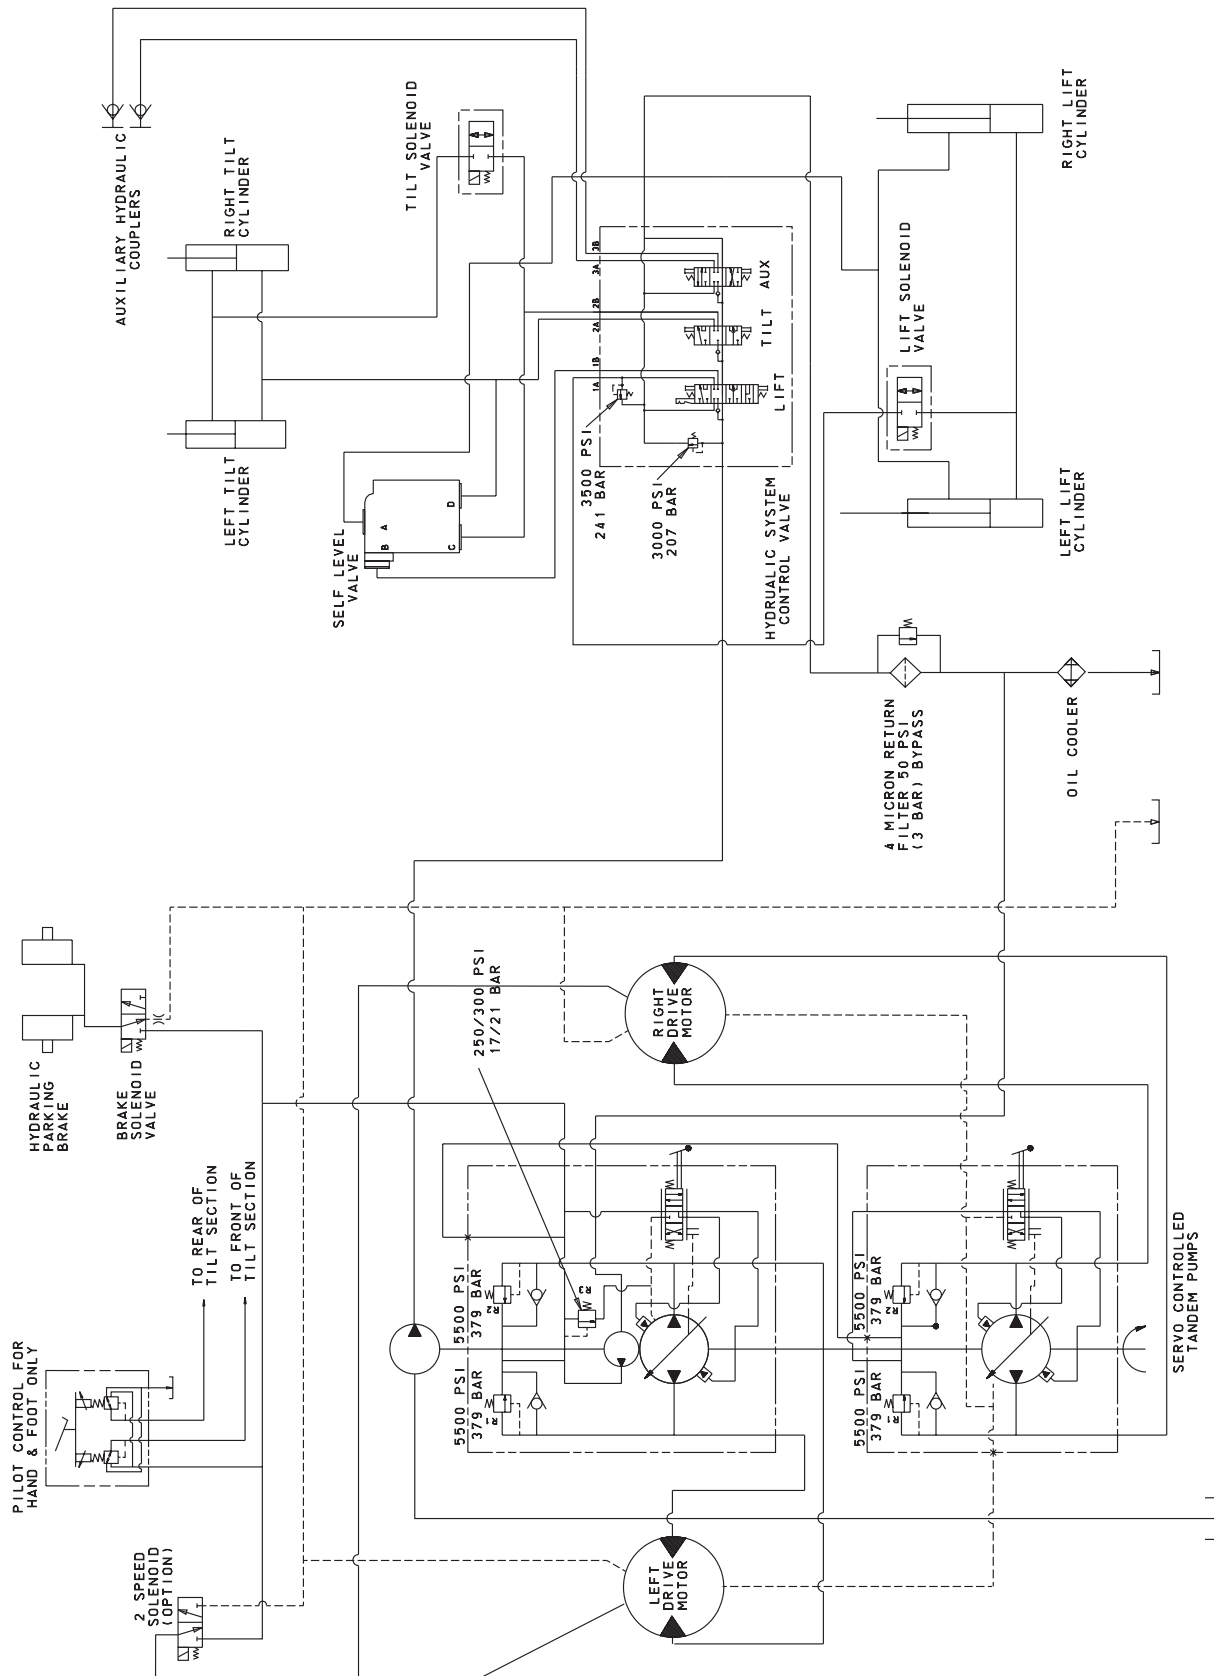 AUXILIARY HYDRAULIC
COUPLERS
RIGHT TILT
CYLINDER
LEFT TILT
CYLINDER
TILT SOLENOID
VALVE
SELF LEVEL
VALVE
A
B
C
D
1A
1B
2A
2B
3A
3B
3500 PSI
241 BAR
3000 PSI
207 BAR
LIFT
TILT
AUX
HYDRUALIC SYSTEM
CONTROL VALVE
LIFT SOLENOID
VALVE
RIGHT LIFT
CYLINDER
LEFT LIFT
CYLINDER
4 MICRON RETURN
FILTER 50 PSI
(3 BAR) BYPASS
OIL COOLER
HYDRAULIC
PARKING
BRAKE
BRAKE
SOLENOID
VALVE
TO REAR OF
TILT SECTION
TO FRONT OF
TILT SECTION
PILOT CONTROL FOR
HAND & FOOT ONLY
2 SPEED
SOLENOID
(OPTION)
250/300 PSI
17/21 BAR
RIGHT
DRIVE
MOTOR
LEFT
DRIVE
MOTOR
5500 PSI
379 BAR
R1
5500 PSI
379 BAR
R2
R3
5500 PSI
379 BAR
R1
5500 PSI
379 BAR
R2
SERVO CONTROLLED
TANDEM PUMPS